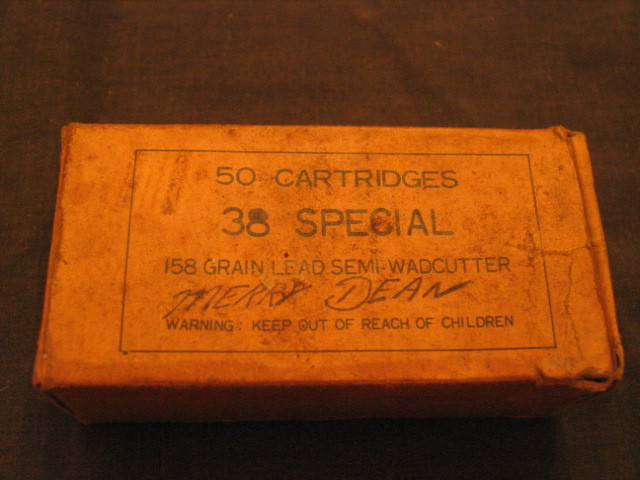 50 CARTRIDGES
38 SPECIAL
158 GRAIN LEAD SEMI-WADCUTTER
MERRY DEAN
WARNING: KEEP OUT OF REACH OF CHILDREN